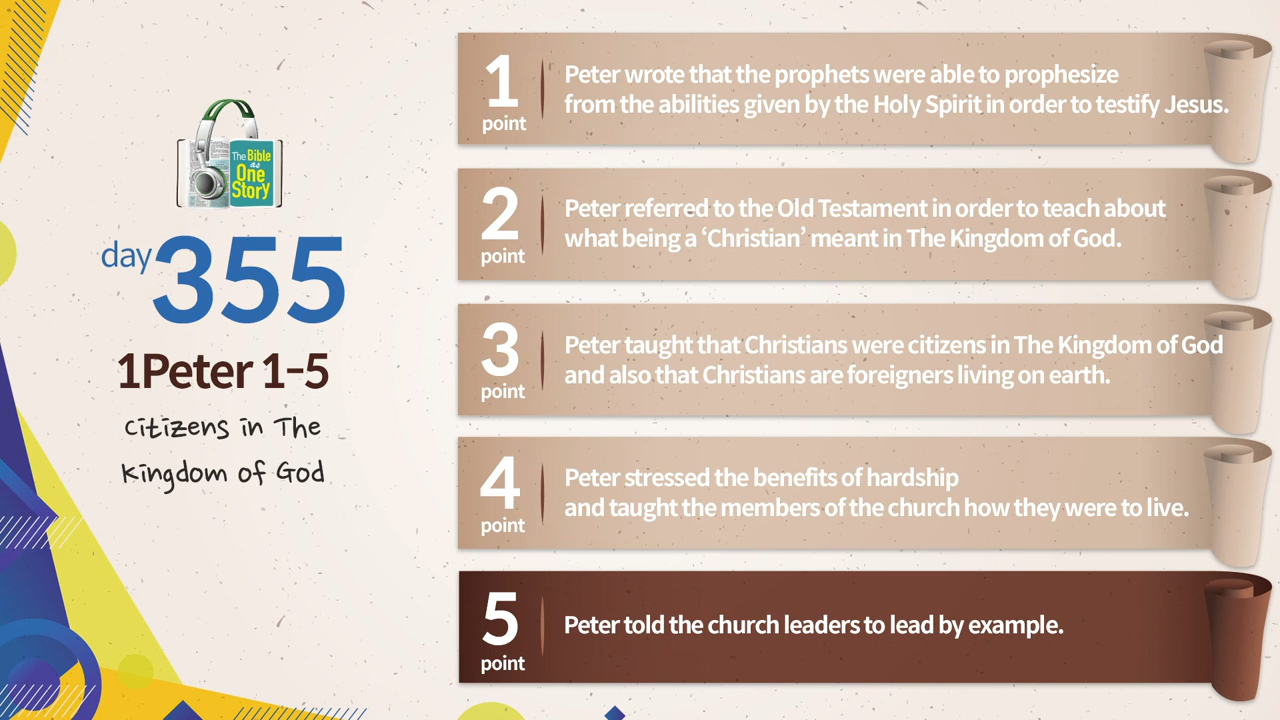 The Bible
as
One
Story
day 355
1Peter 1-5
Citizens in The
Kingdom of God
1
point
Peter wrote that the prophets were able to prophesize
from the abilities given by the Holy Spirit in order to testify Jesus.
2
point
Peter referred to the Old Testament in order to teach about
what being a ‘Christian’ meant in The Kingdom of God.
3
point
Peter taught that Christians were citizens in The Kingdom of God
and also that Christians are foreigners living on earth.
4
point
Peter stressed the benefits of hardship
and taught the members of the church how they were to live.
5
point
Peter told the church leaders to lead by example.